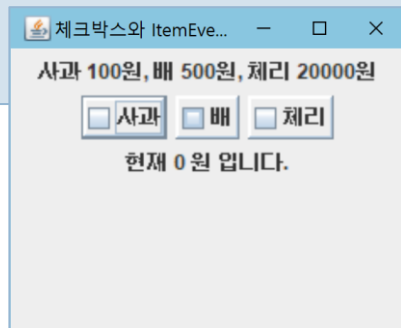 체크박스와 ItemEve...
사과 100원, 배 500원, 체리 20000원
사과 배 체리
현재 0 원 입니다.